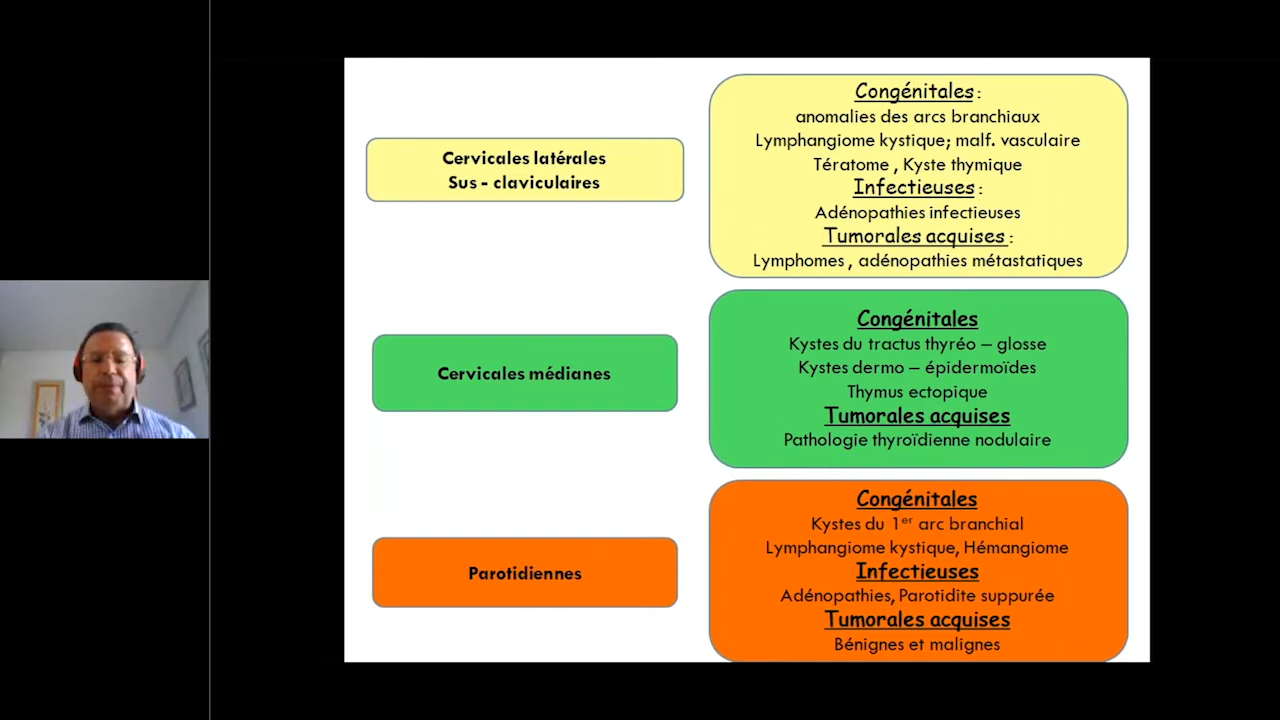 Cervicales latérales
Sus - claviculaires
Congénitales :
anomalies des arcs branchiaux
Lymphangiome kystique; malf. vasculaire
Tératome , Kyste thymique
Infectieuses :
Adénopathies infectieuses
Tumorales acquises :
Lymphomes , adénopathies métastatiques
Cervicales médianes
Congénitales
Kystes du tractus thyréo – glosse
Kystes dermo – épidermoïdes
Thymus ectopique
Tumorales acquises
Pathologie thyroïdienne nodulaire
Parotidiennes
Congénitales
Kystes du 1er arc branchial
Lymphangiome kystique, Hémangiome
Infectieuses
Adénopathies, Parotidite suppurée
Tumorales acquises
Bénignes et malignes